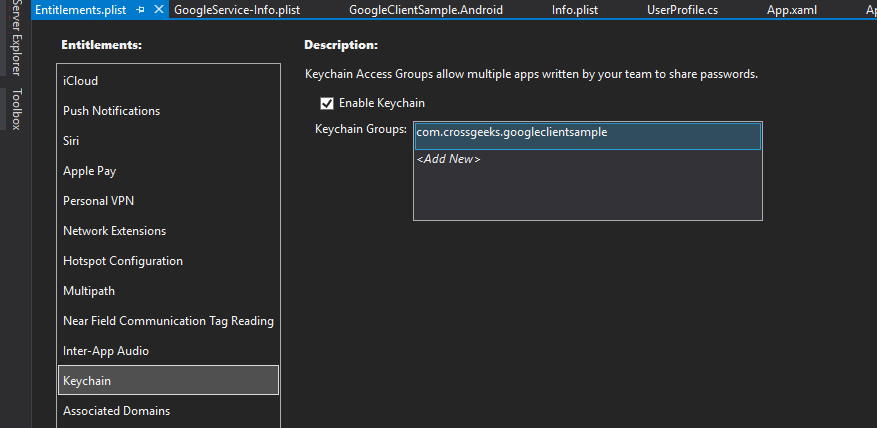 Entitlements.plist GoogleService-Info.plist GoogleClientSample.Android Info.plist UserProfile.cs App.xaml
Server Explorer
Toolbox
Entitlements:
iCloud
Push Notifications
Siri
Apple Pay
Personal VPN
Network Extensions
Hotspot Configuration
Multipath
Near Field Communication Tag Reading
Inter-App Audio
Keychain
Associated Domains
Description:
Keychain Access Groups allow multiple apps written by your team to share passwords.
Enable Keychain
Keychain Groups: com.crossgeeks.googleclientsample
<Add New>